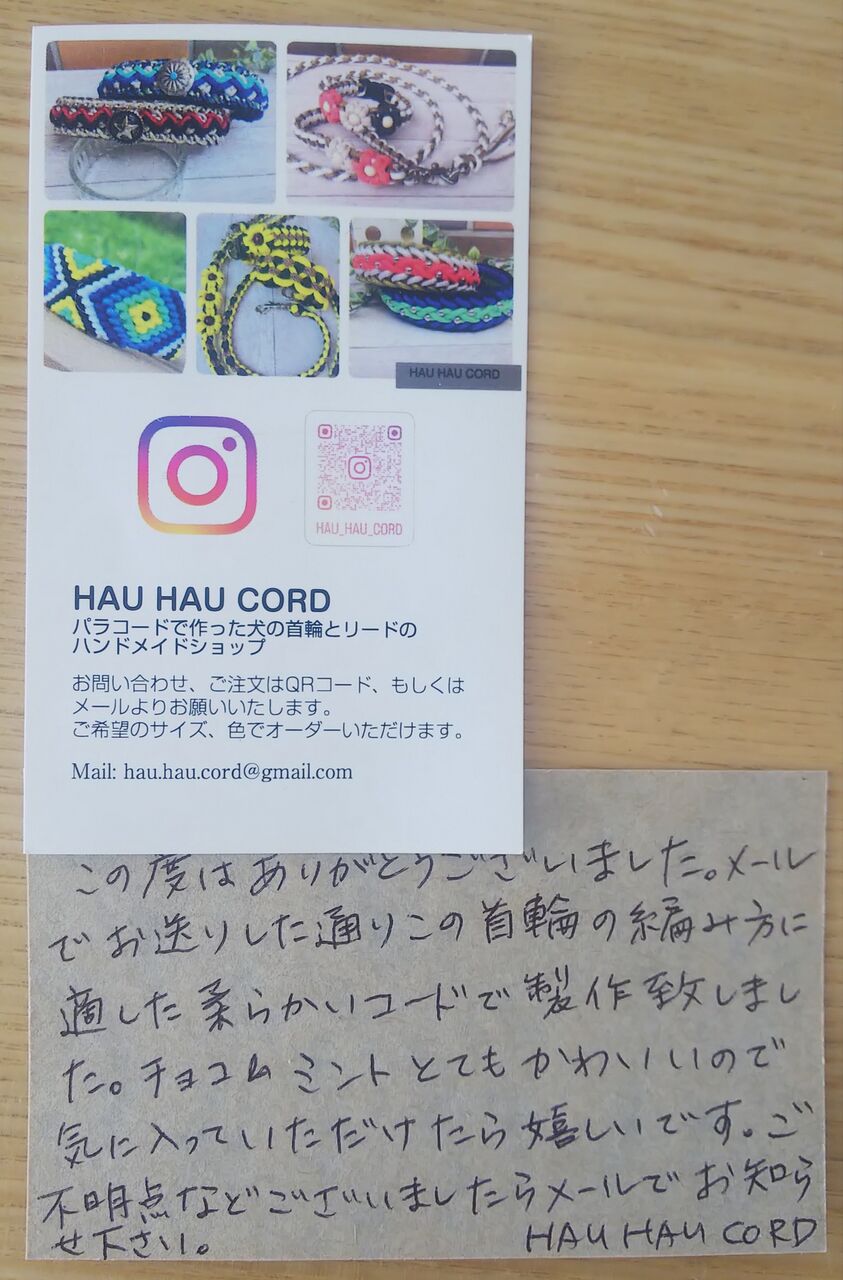 HAU HAU CORD
HAU_HAU_CORD
HAU HAU CORD
パラコードで作った犬の首輪とリードの
ハンドメイドショップ
お問い合わせ、ご注文はQRコード、もしくは
メールよりお願いいたします。
ご希望のサイズ、色でオーダーいただけます。
Mail: hau.hau.cord@gmail.com
この度はありがとうございました。メール
でお送りした通りこの首輪の編み方に
適した柔らかいコードで製作致しまし
た。チョコムミントとてもかわいいので
気に入っていただけたら嬉しいです。ご
不明点などございましたらメールでお知ら
せ下さい。 HAU HAU CORD